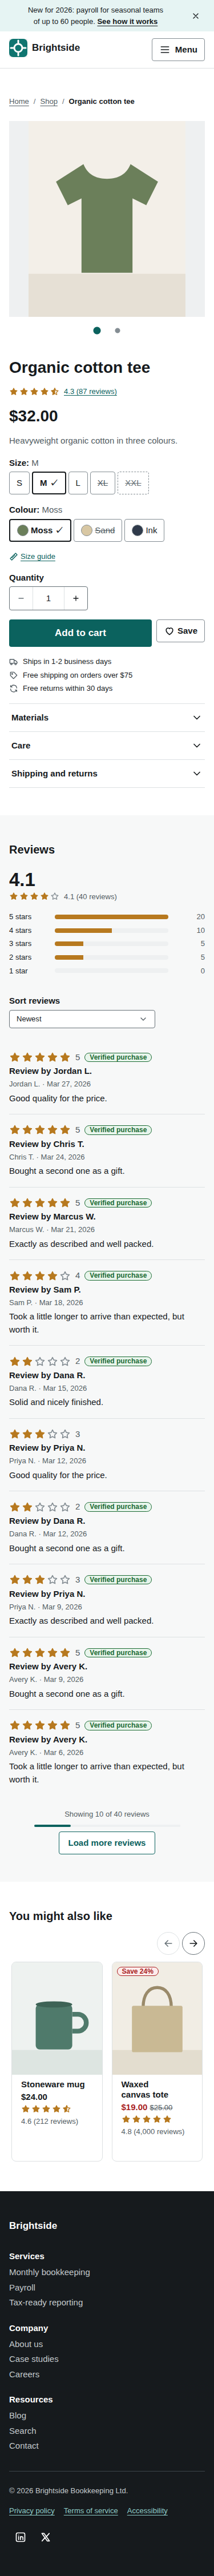 New for 2026: payroll for seasonal teams
of up to 60 people. See how it works
Brightside
Menu
Home / Shop / Organic cotton tee
Organic cotton tee
4.3 (87 reviews)
$32.00
Heavyweight organic cotton in three colours.
Size: M
S M L XL XXL
Colour: Moss
Moss Sand Ink
Size guide
Quantity
− 1 +
Add to cart
Save
Ships in 1-2 business days
Free shipping on orders over $75
Free returns within 30 days
Materials
Care
Shipping and returns
Reviews
4.1
4.1 (40 reviews)
5 stars 20
4 stars 10
3 stars 5
2 stars 5
1 star 0
Sort reviews
Newest
5 Verified purchase
Review by Jordan L.
Jordan L. · Mar 27, 2026
Good quality for the price.
5 Verified purchase
Review by Chris T.
Chris T. · Mar 24, 2026
Bought a second one as a gift.
5 Verified purchase
Review by Marcus W.
Marcus W. · Mar 21, 2026
Exactly as described and well packed.
4 Verified purchase
Review by Sam P.
Sam P. · Mar 18, 2026
Took a little longer to arrive than expected, but
worth it.
2 Verified purchase
Review by Dana R.
Dana R. · Mar 15, 2026
Solid and nicely finished.
3
Review by Priya N.
Priya N. · Mar 12, 2026
Good quality for the price.
2 Verified purchase
Review by Dana R.
Dana R. · Mar 12, 2026
Bought a second one as a gift.
3 Verified purchase
Review by Priya N.
Priya N. · Mar 9, 2026
Exactly as described and well packed.
5 Verified purchase
Review by Avery K.
Avery K. · Mar 9, 2026
Bought a second one as a gift.
5 Verified purchase
Review by Avery K.
Avery K. · Mar 6, 2026
Took a little longer to arrive than expected, but
worth it.
Showing 10 of 40 reviews
Load more reviews
You might also like
Stoneware mug
$24.00
4.6 (212 reviews)
Save 24%
Waxed
canvas tote
$19.00 $25.00
4.8 (4,000 reviews)
Brightside
Services
Monthly bookkeeping
Payroll
Tax-ready reporting
Company
About us
Case studies
Careers
Resources
Blog
Search
Contact
© 2026 Brightside Bookkeeping Ltd.
Privacy policy Terms of service Accessibility